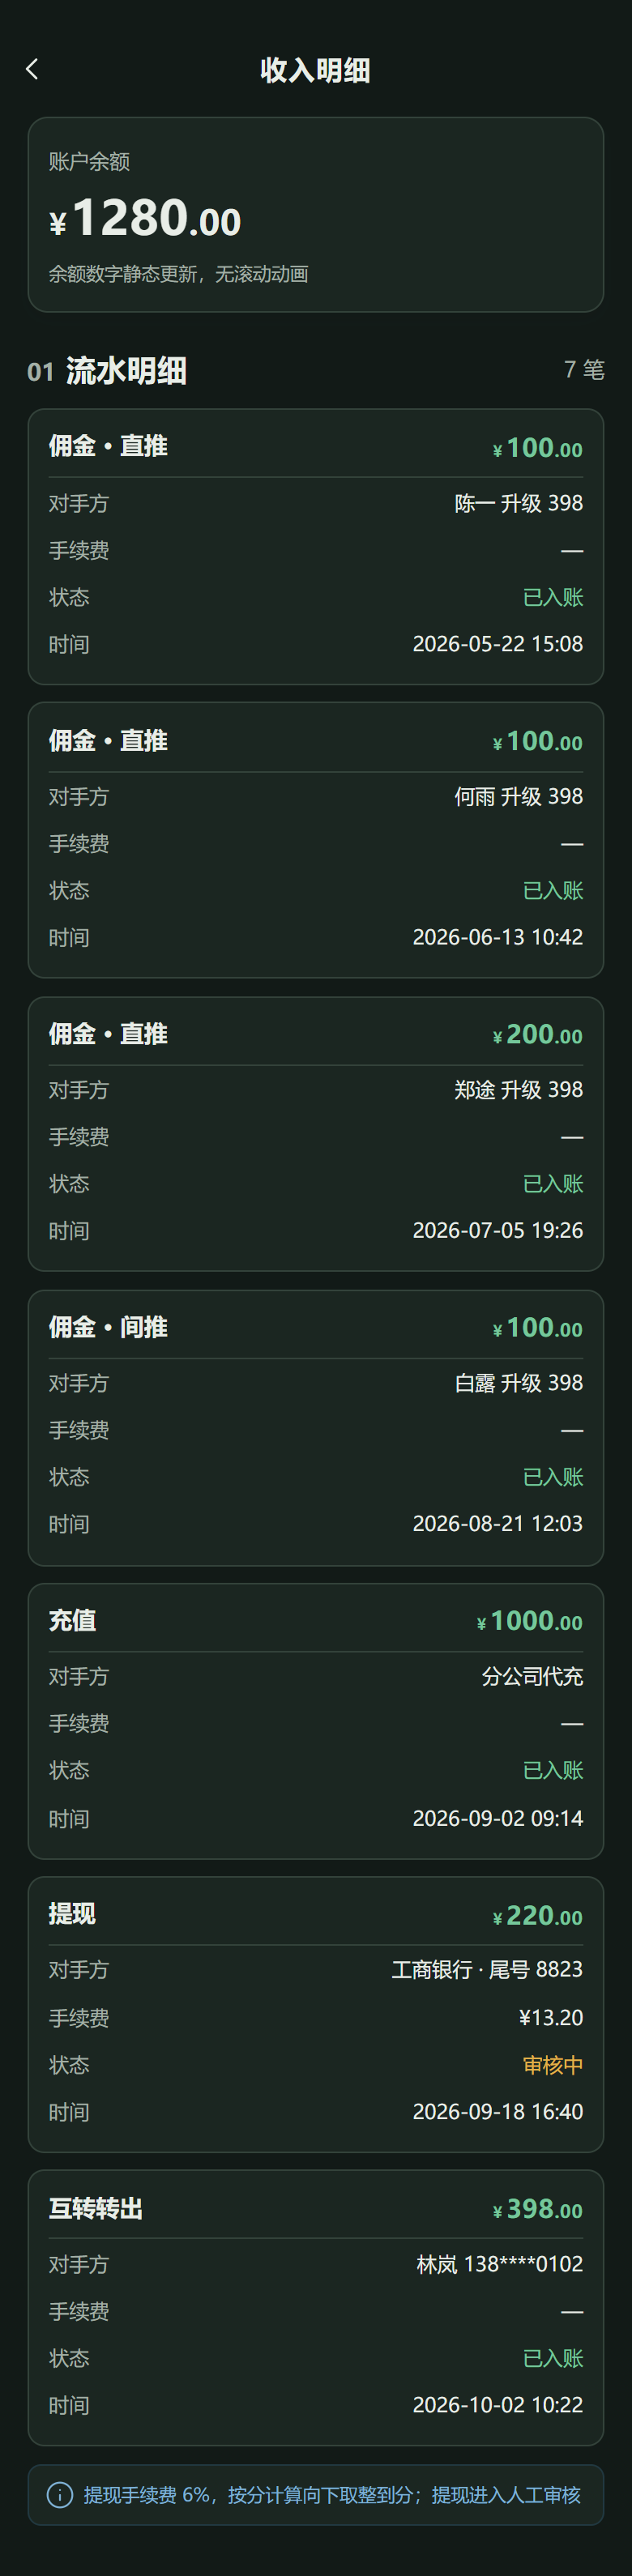 收入明细
账户余额
¥1280.00
余额数字静态更新，无滚动动画
01 流水明细 7 笔
佣金·直推 ¥100.00
对手方 陈一 升级 398
手续费 —
状态 已入账
时间 2026-05-22 15:08
佣金·直推 ¥100.00
对手方 何雨 升级 398
手续费 —
状态 已入账
时间 2026-06-13 10:42
佣金·直推 ¥200.00
对手方 郑途 升级 398
手续费 —
状态 已入账
时间 2026-07-05 19:26
佣金·间推 ¥100.00
对手方 白露 升级 398
手续费 —
状态 已入账
时间 2026-08-21 12:03
充值 ¥1000.00
对手方 分公司代充
手续费 —
状态 已入账
时间 2026-09-02 09:14
提现 ¥220.00
对手方 工商银行 · 尾号 8823
手续费 ¥13.20
状态 审核中
时间 2026-09-18 16:40
互转转出 ¥398.00
对手方 林岚 138****0102
手续费 —
状态 已入账
时间 2026-10-02 10:22
提现手续费 6%，按分计算向下取整到分；提现进入人工审核